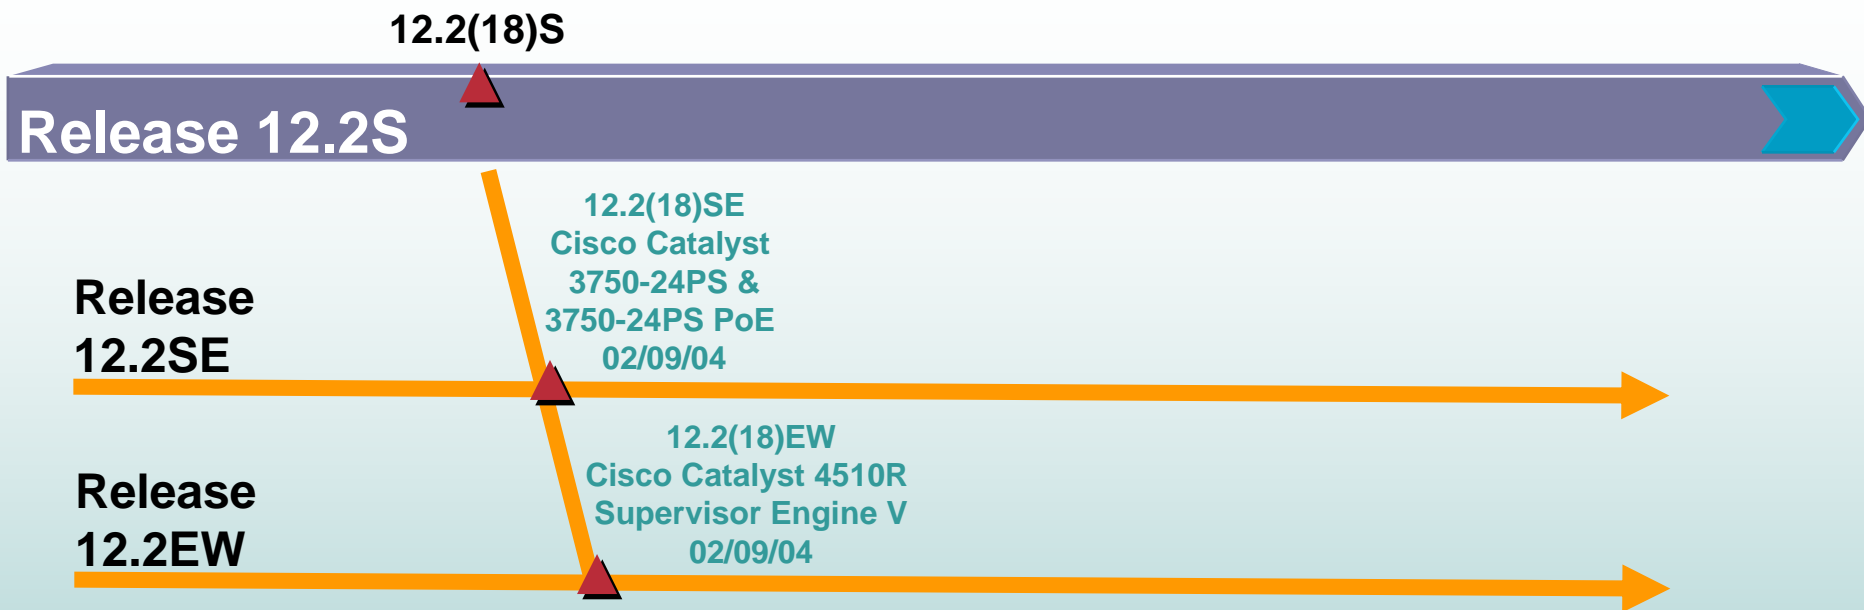 12.2(18)S
Release 12.2S
12.2(18)SE
Cisco Catalyst
3750-24PS &
3750-24PS PoE
02/09/04
Release
12.2SE
12.2(18)EW
Cisco Catalyst 4510R
Supervisor Engine V
02/09/04
Release
12.2EW